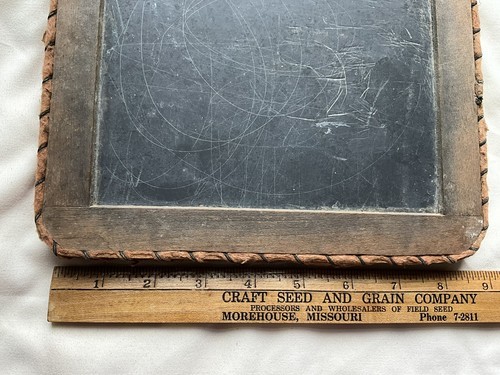 1 2 3 4 5 6 7 8 9
CRAFT SEED AND GRAIN COMPANY
PROCESSORS AND WHOLESALERS OF FIELD SEED
MOREHOUSE, MISSOURI Phone 7-2811